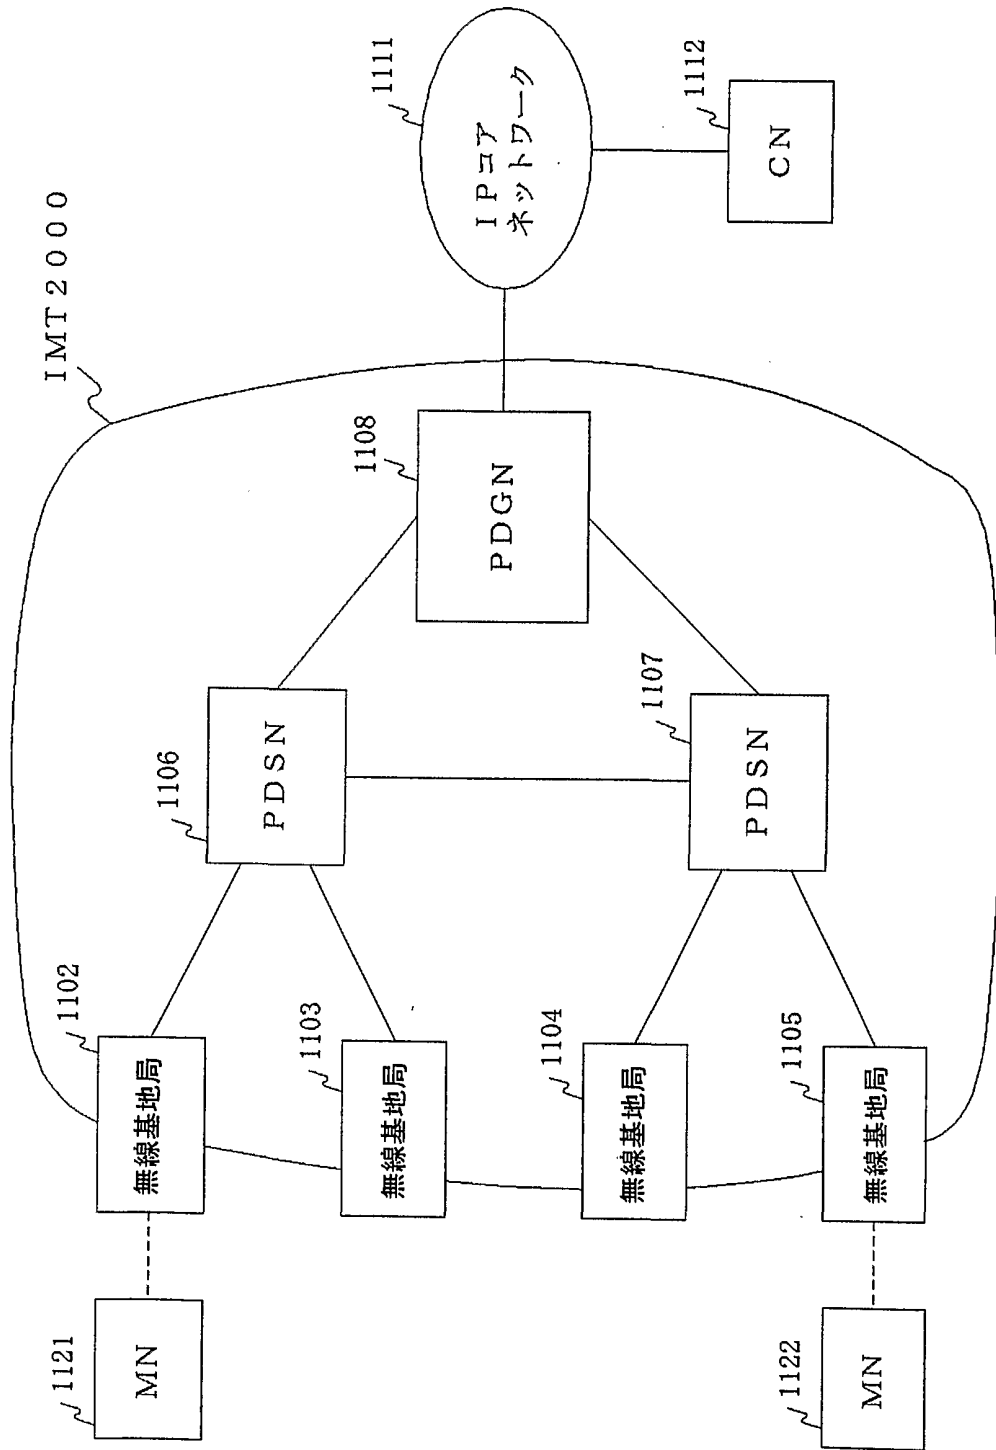 IMT2000
1121
MN
1102
無線基地局
1106
PDSN
1108
PDGN
1111
IPコア
ネットワーク
1103
無線基地局
1112
CN
1104
無線基地局
1107
PDSN
1122
MN
1105
無線基地局